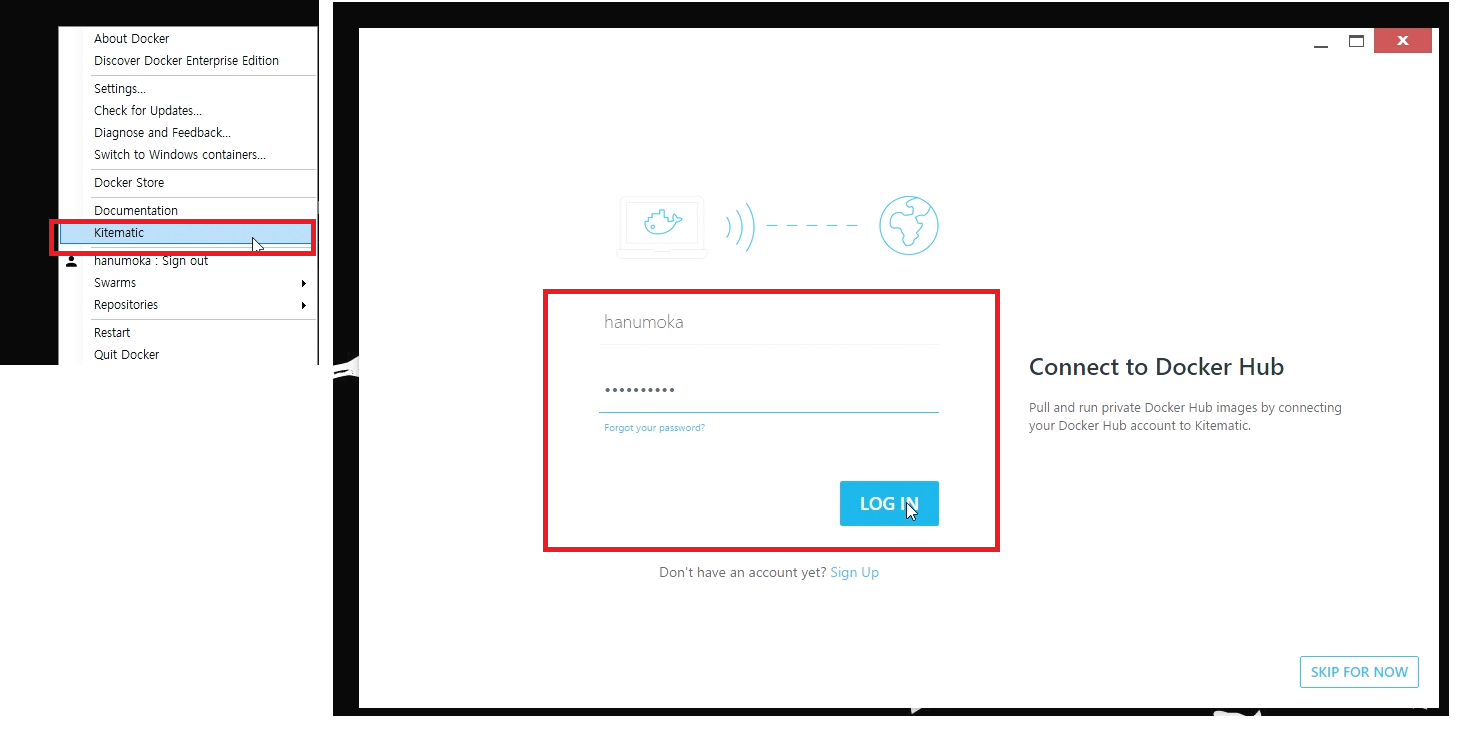 About Docker
Discover Docker Enterprise Edition
Settings...
Check for Updates...
Diagnose and Feedback...
Switch to Windows containers...
Docker Store
Documentation
Kitematic
hanumoka : Sign out
Swarms
Repositories
Restart
Quit Docker
hanumoka
••••••••••
Forgot your password?
LOG IN
Don't have an account yet? Sign Up
Connect to Docker Hub
Pull and run private Docker Hub images by connecting
your Docker Hub account to Kitematic.
SKIP FOR NOW